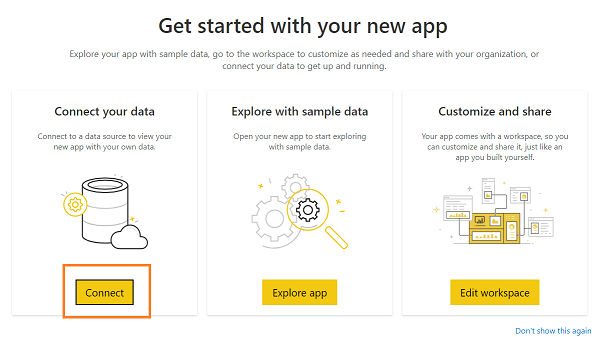 Get started with your new app
Explore your app with sample data, go to the workspace to customize as needed and share with your organization, or
connect your data to get up and running.
Connect your data
Connect to a data source to view your
new app with your own data.
Connect
Explore with sample data
Open your new app to start exploring
with sample data.
Explore app
Customize and share
Your app comes with a workspace, so you
can customize and share it, just like an
app you built yourself.
Edit workspace
Don't show this again